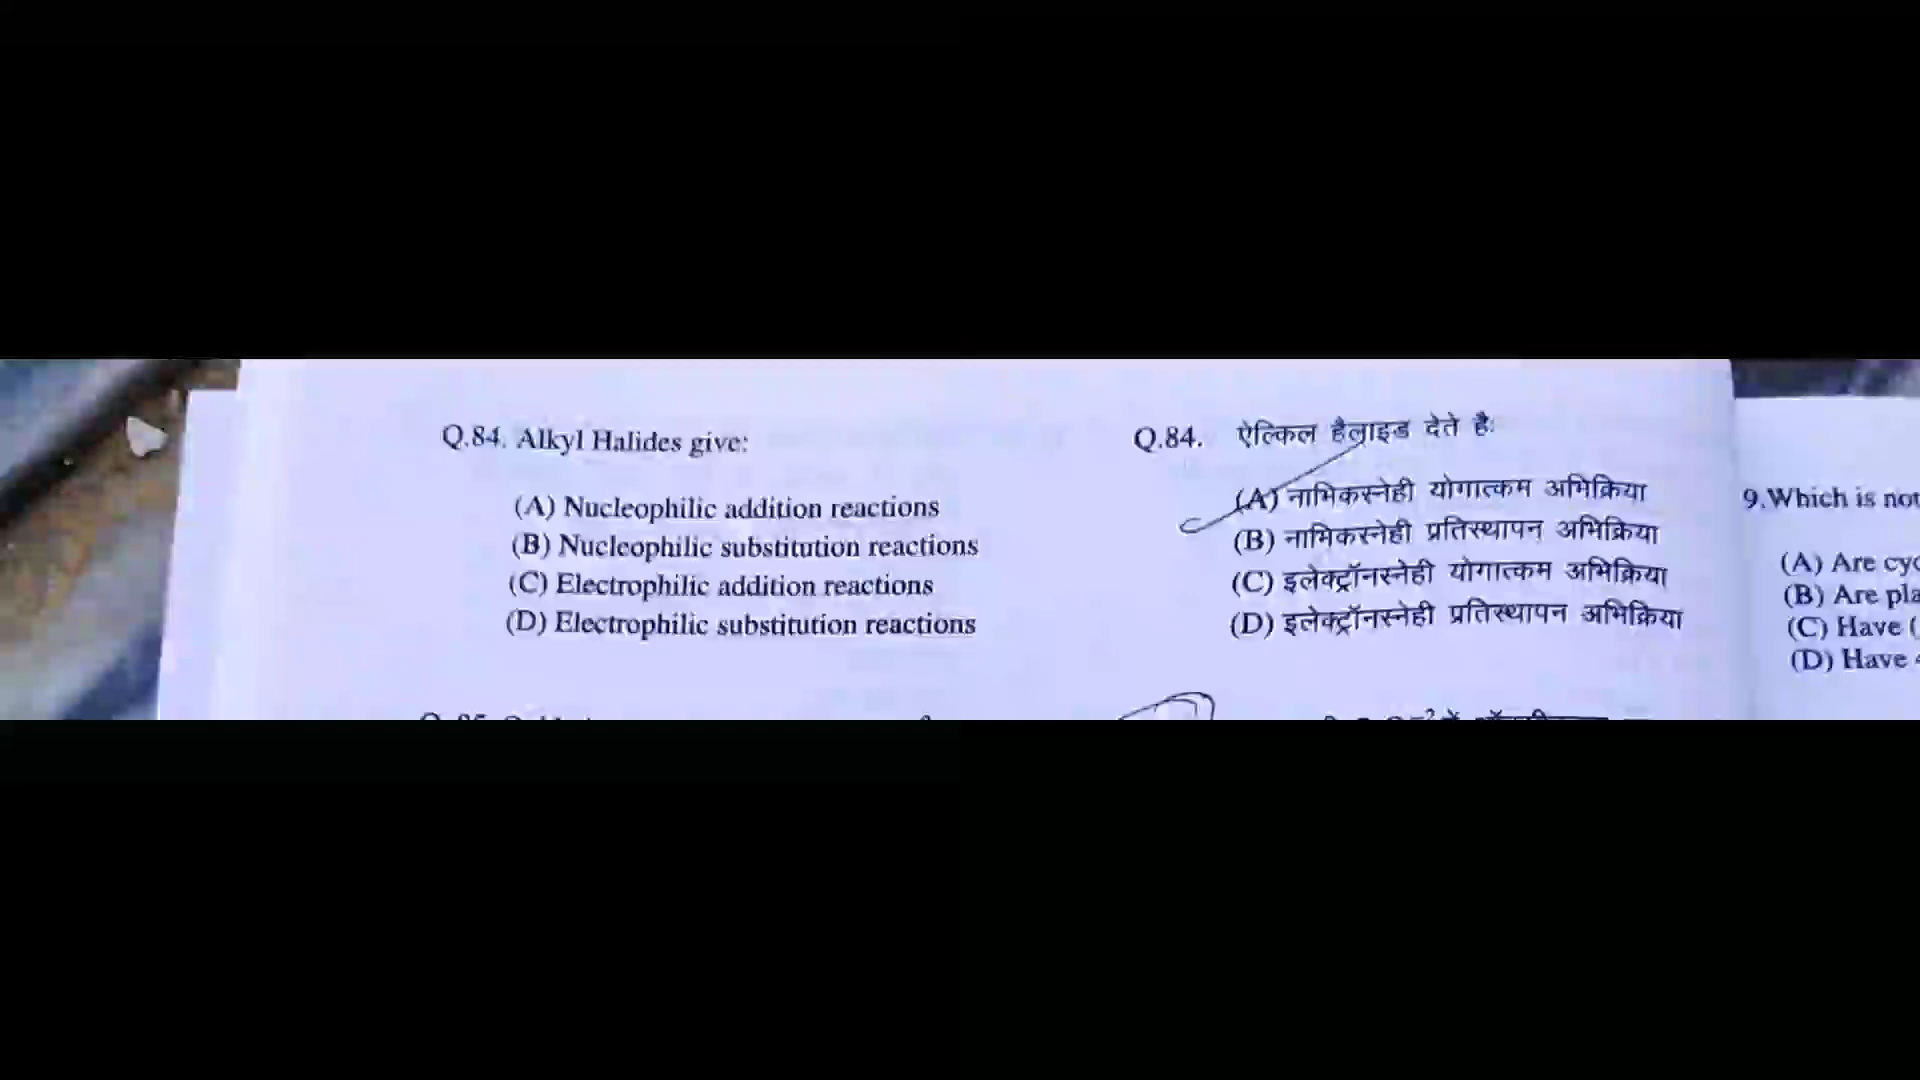 Q.84. Alkyl Halides give:
(A) Nucleophilic addition reactions
(B) Nucleophilic substitution reactions
(C) Electrophilic addition reactions
(D) Electrophilic substitution reactions
Q.84. ऐल्किल हैलाइड देते है:
(A) नाभिकस्नेही योगात्कम अभिक्रिया
(B) नाभिकस्नेही प्रतिस्थापन अभिक्रिया
(C) इलेक्ट्रॉनस्नेही योगात्कम अभिक्रिया
(D) इलेक्ट्रॉनस्नेही प्रतिस्थापन अभिक्रिया
9.Which is not
(A) Are
(B) Are
(C) Have
(D) Have